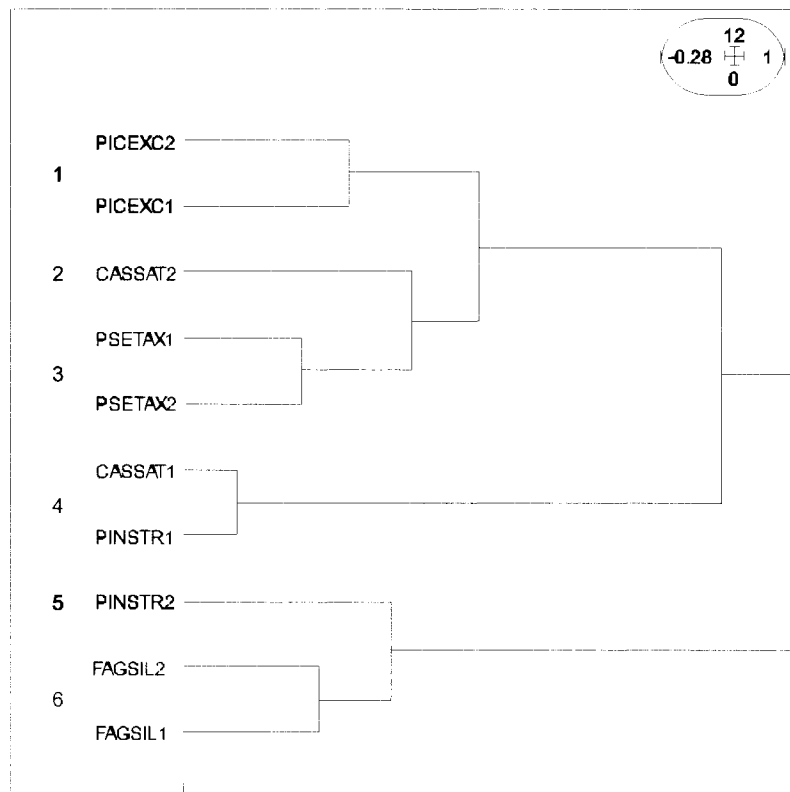 12
-0.28 1
0
PICEXC2
1
PICEXC1
2 CASSAT2
PSETAX1
3
PSETAX2
CASSAT1
4
PINSTR1
5 PINSTR2
FAGSIL2
6
FAGSIL1